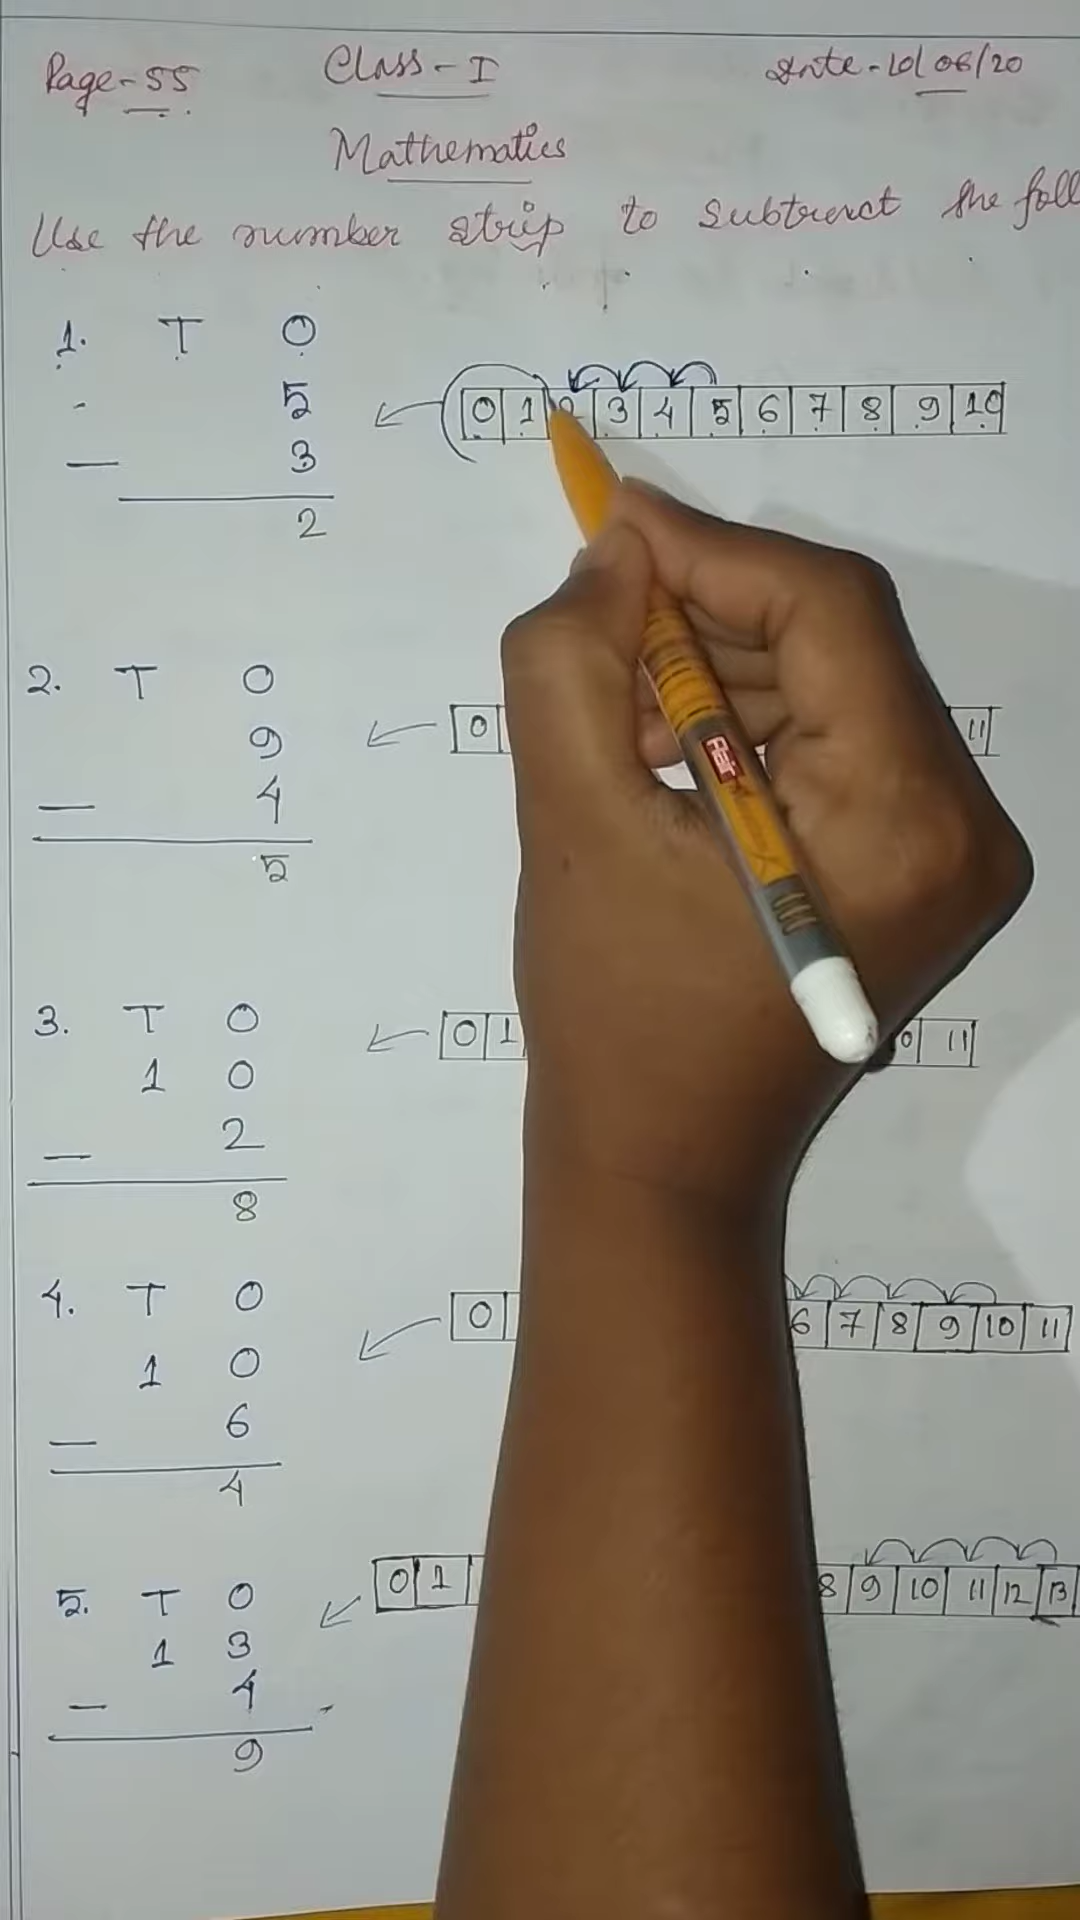 Page-55 Class-I Date-10/06/20
Mathematics
Use the number strip to subtract the foll
1. T O
5
— 3
2
0 1 2 3 4 5 6 7 8 9 10
2. T O
9
— 4
5
0 11
3. T O
1 0
— 2
8
0 1 0 11
4. T O
1 0
— 6
4
0 6 7 8 9 10 11
5. T O
1 3
— 4
9
0 1 8 9 10 11 12 13